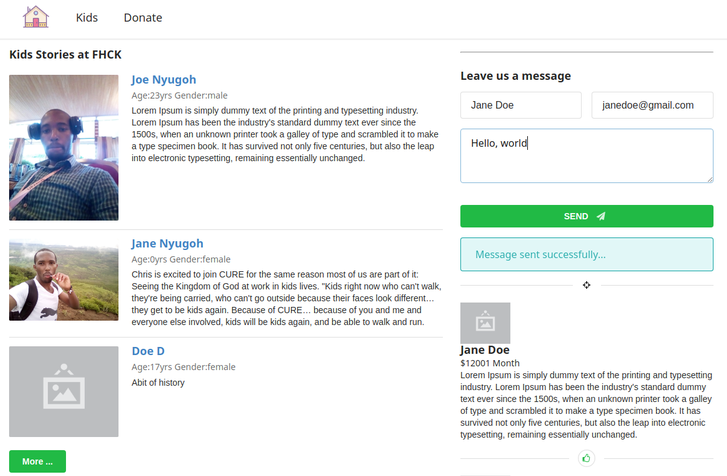 Kids
Donate
Kids Stories at FHCK
Joe Nyugoh
Age:23yrs Gender:male
Lorem Ipsum is simply dummy text of the printing and typesetting industry.
Lorem Ipsum has been the industry's standard dummy text ever since the
1500s, when an unknown printer took a galley of type and scrambled it to make
a type specimen book. It has survived not only five centuries, but also the leap
into electronic typesetting, remaining essentially unchanged.
Jane Nyugoh
Age:0yrs Gender:female
Chris is excited to join CURE for the same reason most of us are part of it:
Seeing the Kingdom of God at work in kids lives. "Kids right now who can't walk,
they're being carried, who can't go outside because their faces look different…
they get to be kids again. Because of CURE… because of you and me and
everyone else involved, kids will be kids again, and be able to walk and run.
Doe D
Age:17yrs Gender:female
Abit of history
More ...
Leave us a message
Jane Doe
janedoe@gmail.com
Hello, world
SEND
Message sent successfully...
Jane Doe
$12001 Month
Lorem Ipsum is simply dummy text of the printing and typesetting
industry. Lorem Ipsum has been the industry's standard dummy
text ever since the 1500s, when an unknown printer took a galley
of type and scrambled it to make a type specimen book. It has
survived not only five centuries, but also the leap into electronic
typesetting, remaining essentially unchanged.